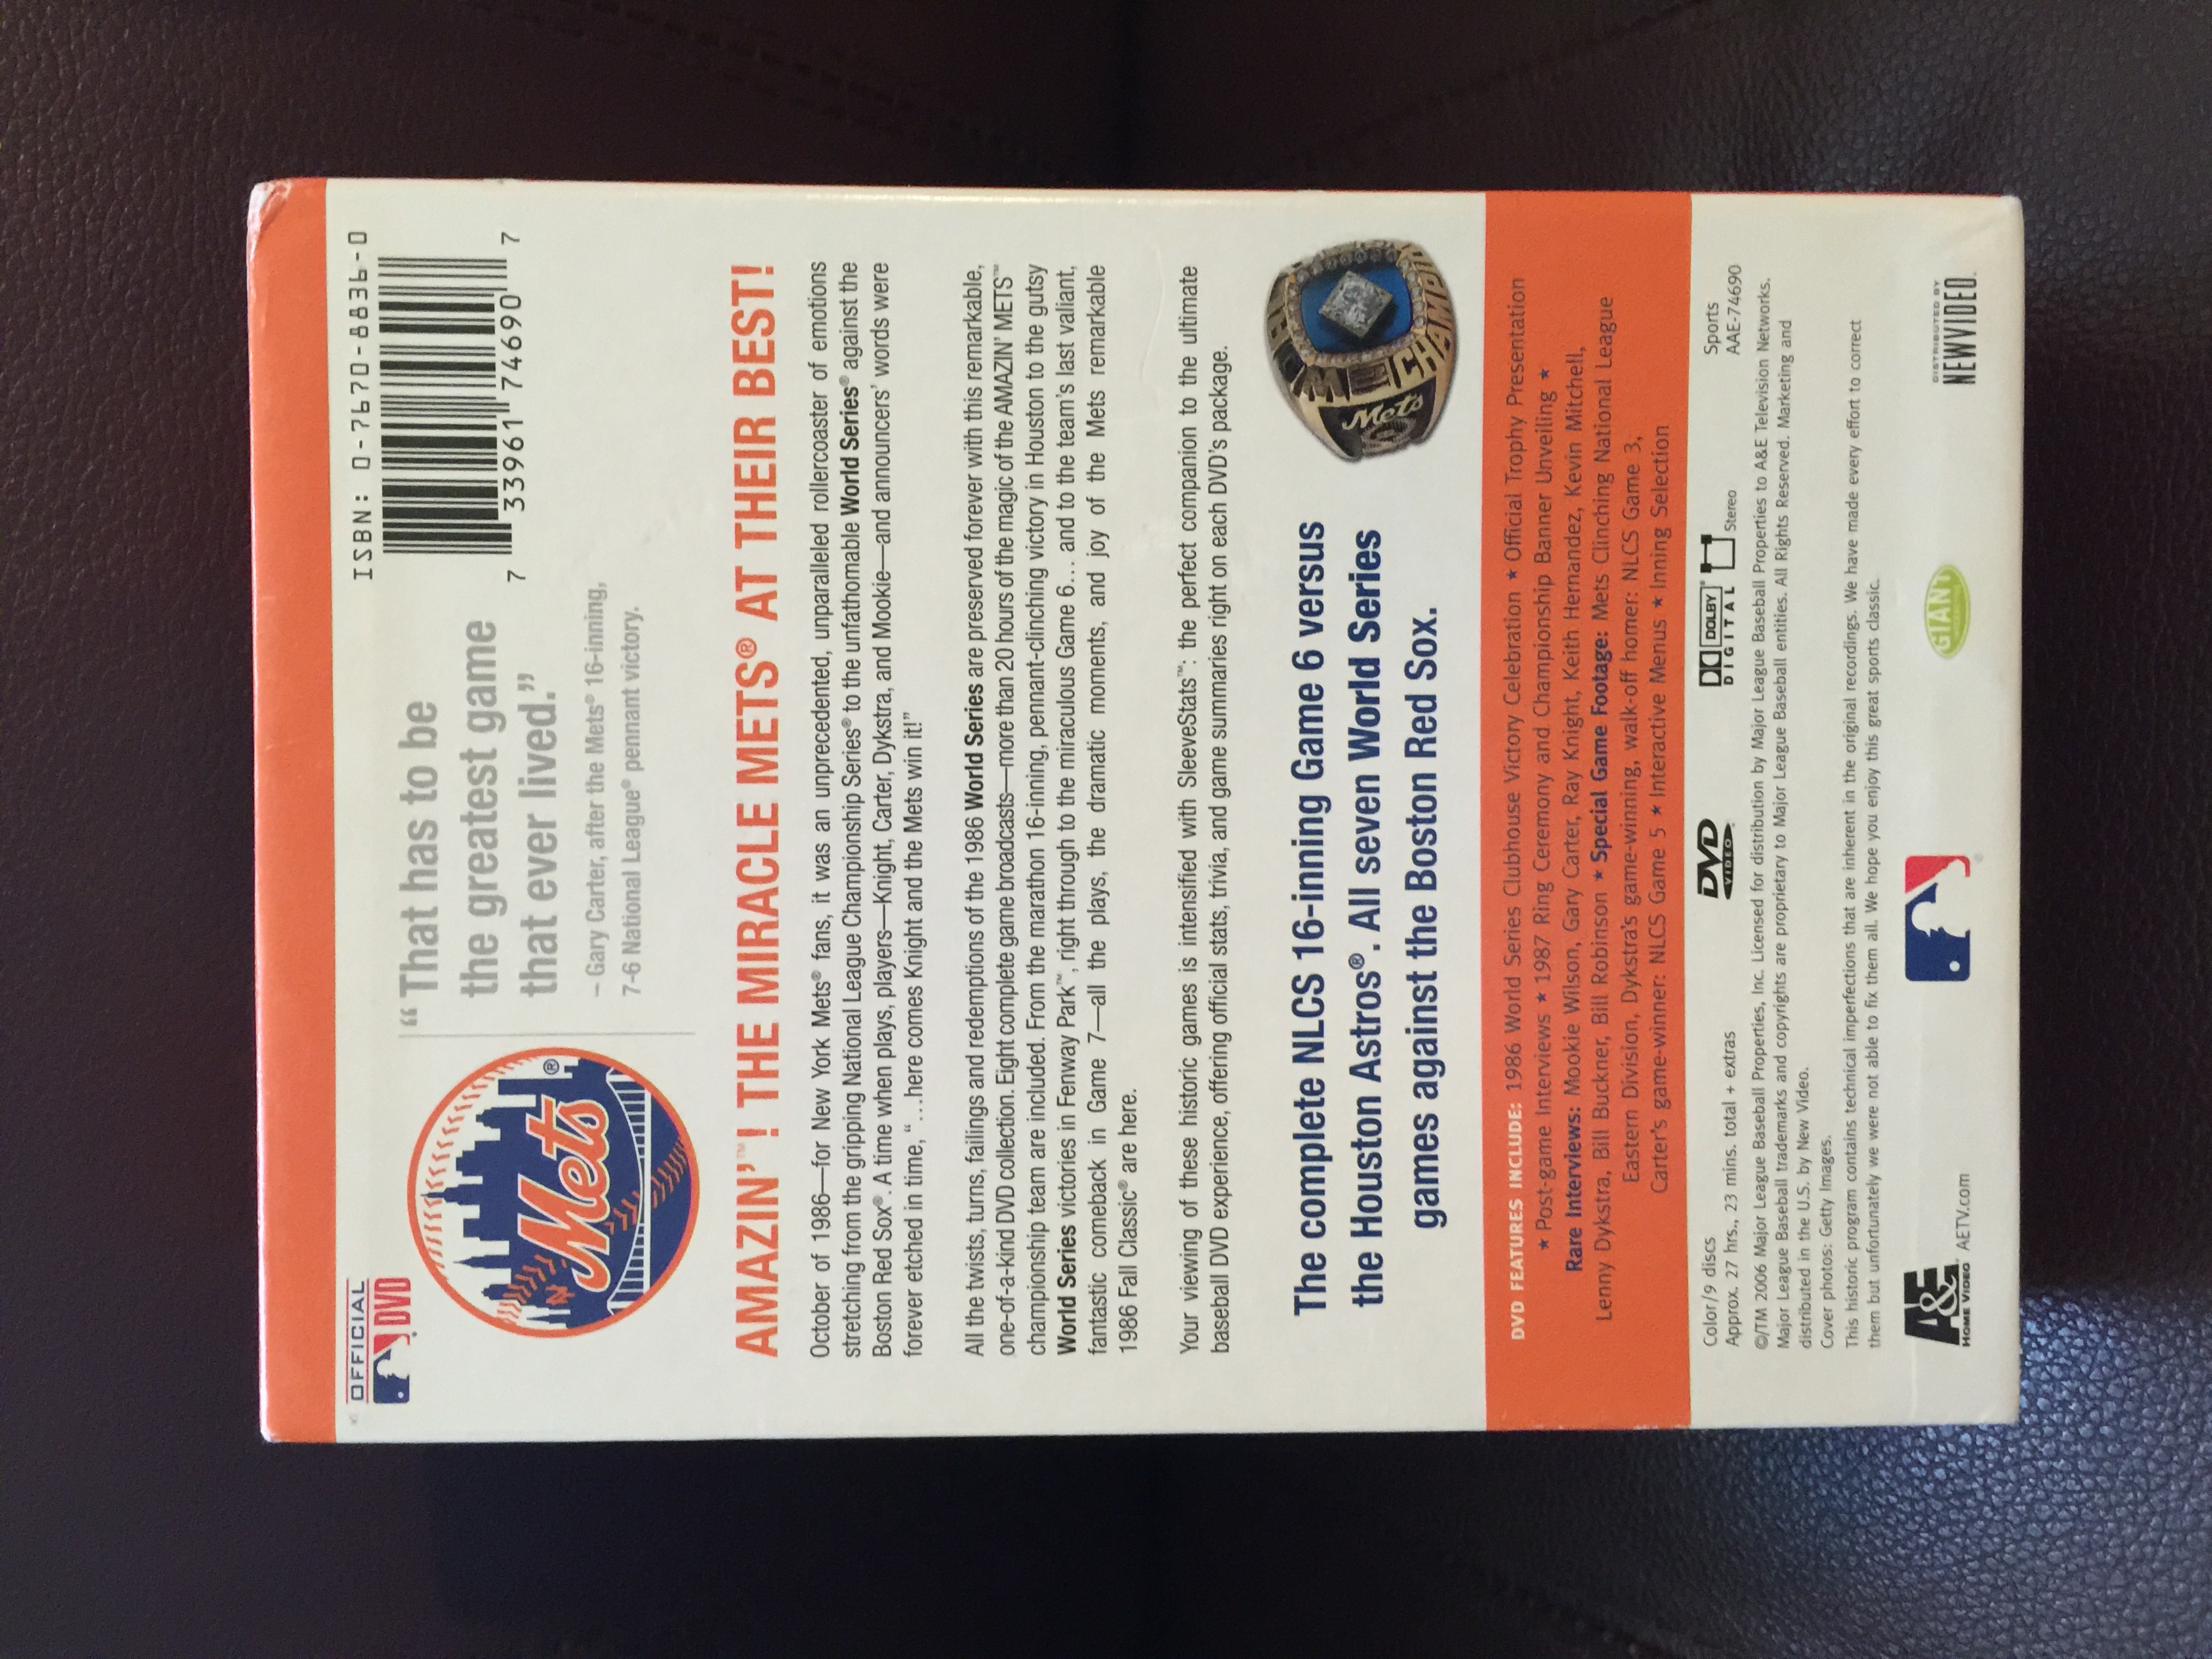 OFFICIAL
DVD
ISBN: 0-7670-8836-0
7 33961 74690 7
Mets®
NY
“That has to be
the greatest game
that ever lived.”
– Gary Carter, after the Mets® 16-inning,
7-6 National League® pennant victory.
AMAZIN’™! THE MIRACLE METS® AT THEIR BEST!
October of 1986—for New York Mets® fans, it was an unprecedented, unparalleled rollercoaster of emotions
stretching from the gripping National League Championship Series® to the unfathomable World Series® against the
Boston Red Sox®. A time when plays, players—Knight, Carter, Dykstra, and Mookie—and announcers’ words were
forever etched in time, “…here comes Knight and the Mets win it!”
All the twists, turns, failings and redemptions of the 1986 World Series are preserved forever with this remarkable,
one-of-a-kind DVD collection. Eight complete game broadcasts—more than 20 hours of the magic of the AMAZIN’ METS™
championship team are included. From the marathon 16-inning, pennant-clinching victory in Houston to the gutsy
World Series victories in Fenway Park™, right through to the miraculous Game 6… and to the team’s last valiant,
fantastic comeback in Game 7—all the plays, the dramatic moments, and joy of the Mets remarkable
1986 Fall Classic® are here.
Your viewing of these historic games is intensified with SleeveStats™: the perfect companion to the ultimate
baseball DVD experience, offering official stats, trivia, and game summaries right on each DVD’s package.
The complete NLCS 16-inning Game 6 versus
the Houston Astros®. All seven World Series
games against the Boston Red Sox.
Mets
CHAMPI
DVD FEATURES INCLUDE: 1986 World Series Clubhouse Victory Celebration ★ Official Trophy Presentation
★ Post-game Interviews ★ 1987 Ring Ceremony and Championship Banner Unveiling ★
Rare Interviews: Mookie Wilson, Gary Carter, Ray Knight, Keith Hernandez, Kevin Mitchell,
Lenny Dykstra, Bill Buckner, Bill Robinson ★ Special Game Footage: Mets Clinching National League
Eastern Division, Dykstra’s game-winning, walk-off homer: NLCS Game 3,
Carter’s game-winner: NLCS Game 5 ★ Interactive Menus ★ Inning Selection
Color/9 discs
Approx. 27 hrs., 23 mins. total + extras
DVD
VIDEO
DOLBY®
DIGITAL
Stereo
Sports
AAE-74690
©/TM 2006 Major League Baseball Properties, Inc. Licensed for distribution by Major League Baseball Properties to A&E Television Networks.
Major League Baseball trademarks and copyrights are proprietary to Major League Baseball entities. All Rights Reserved. Marketing and
distributed in the U.S. by New Video.
Cover photos: Getty Images.
This historic program contains technical imperfections that are inherent in the original recordings. We have made every effort to correct
them but unfortunately we were not able to fix them all. We hope you enjoy this great sports classic.
A&E
HOME VIDEO AETV.com
GIANT
DISTRIBUTED BY
NEWVIDEO